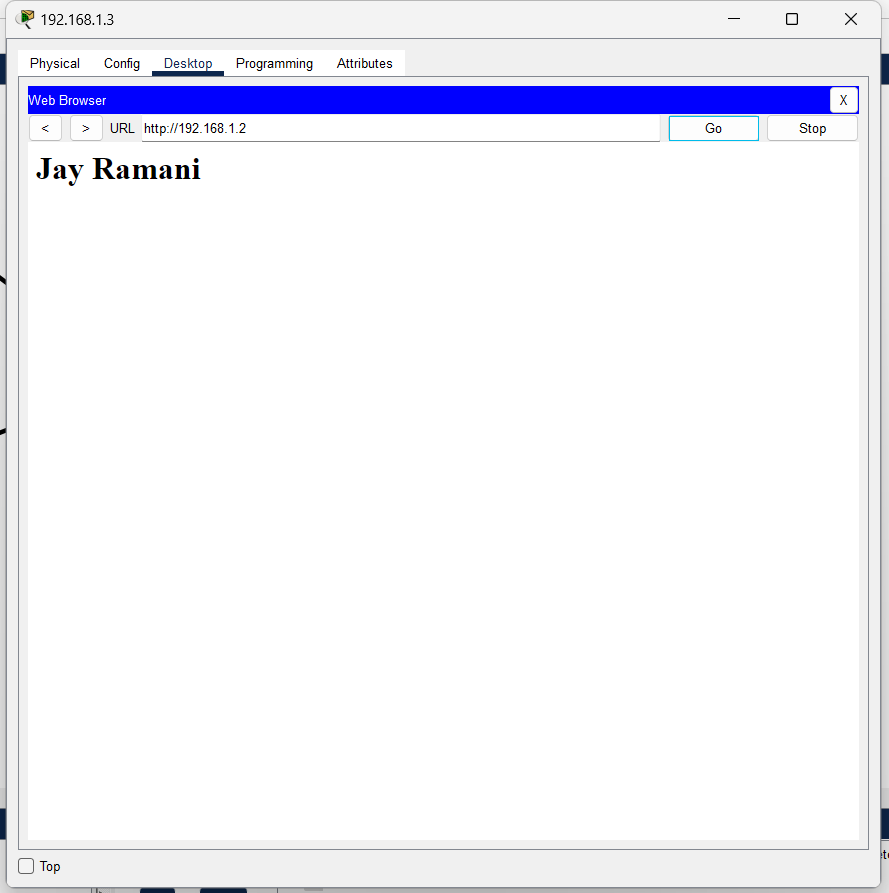 192.168.1.3
Physical Config Desktop Programming Attributes
Web Browser X
< > URL http://192.168.1.2 Go Stop
Jay Ramani
Top